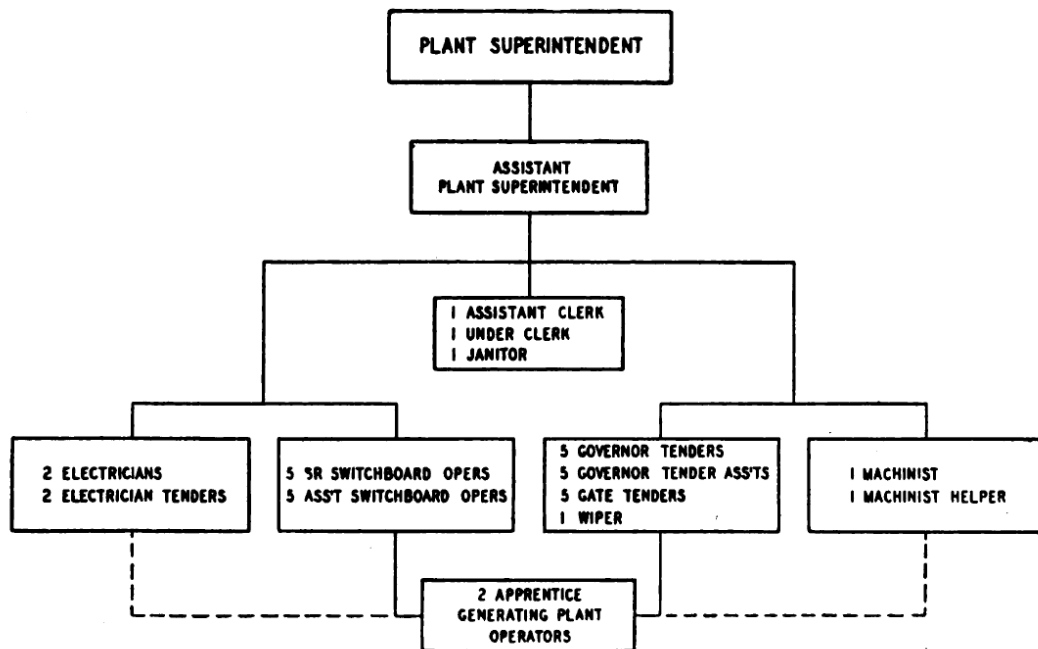 PLANT SUPERINTENDENT
ASSISTANT
PLANT SUPERINTENDENT
1 ASSISTANT CLERK
1 UNDER CLERK
1 JANITOR
2 ELECTRICIANS
2 ELECTRICIAN TENDERS
5 SR SWITCHBOARD OPERS
5 ASS'T SWITCHBOARD OPERS
5 GOVERNOR TENDERS
5 GOVERNOR TENDER ASS'TS
5 GATE TENDERS
1 WIPER
1 MACHINIST
1 MACHINIST HELPER
2 APPRENTICE
GENERATING PLANT
OPERATORS